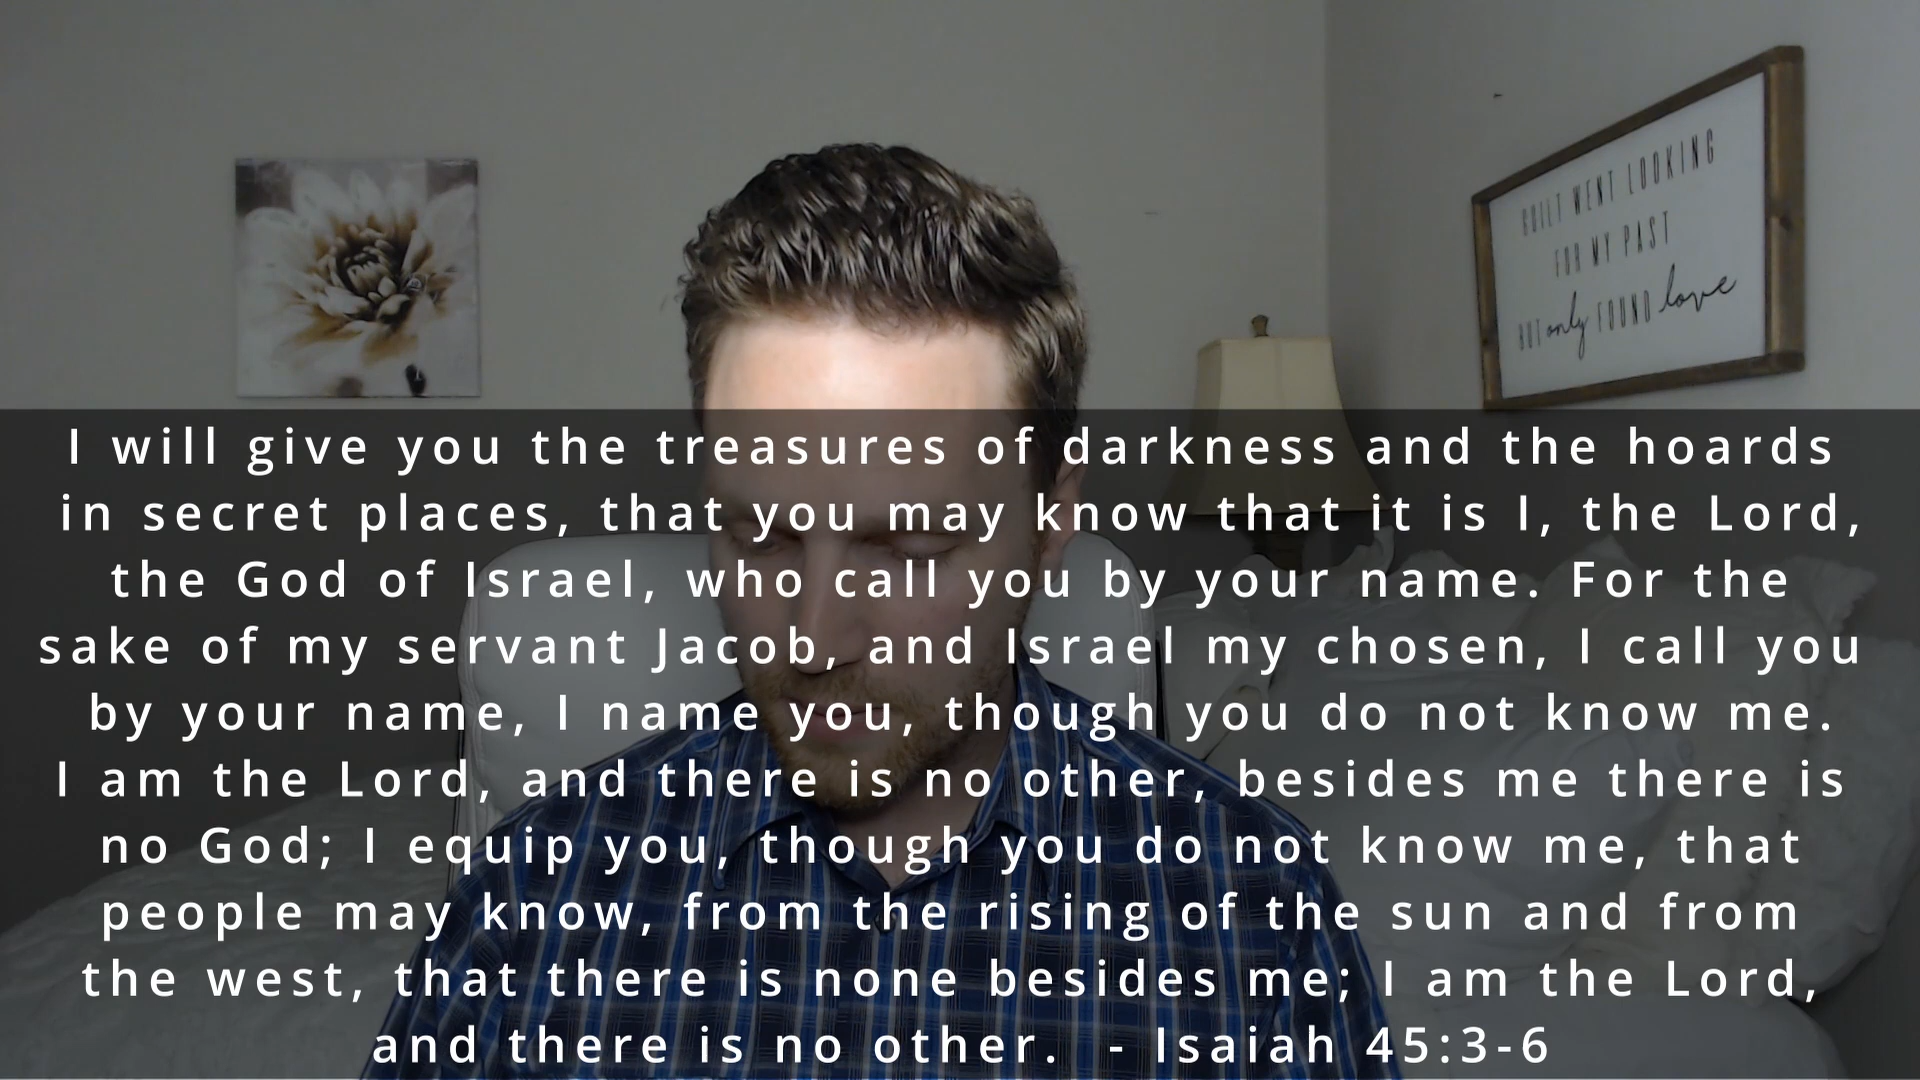 GUILT WENT LOOKING
FOR MY PAST
BUT only FOUND love
I will give you the treasures of darkness and the hoards
in secret places, that you may know that it is I, the Lord,
the God of Israel, who call you by your name. For the
sake of my servant Jacob, and Israel my chosen, I call you
by your name, I name you, though you do not know me.
I am the Lord, and there is no other, besides me there is
no God; I equip you, though you do not know me, that
people may know, from the rising of the sun and from
the west, that there is none besides me; I am the Lord,
and there is no other. - Isaiah 45:3-6